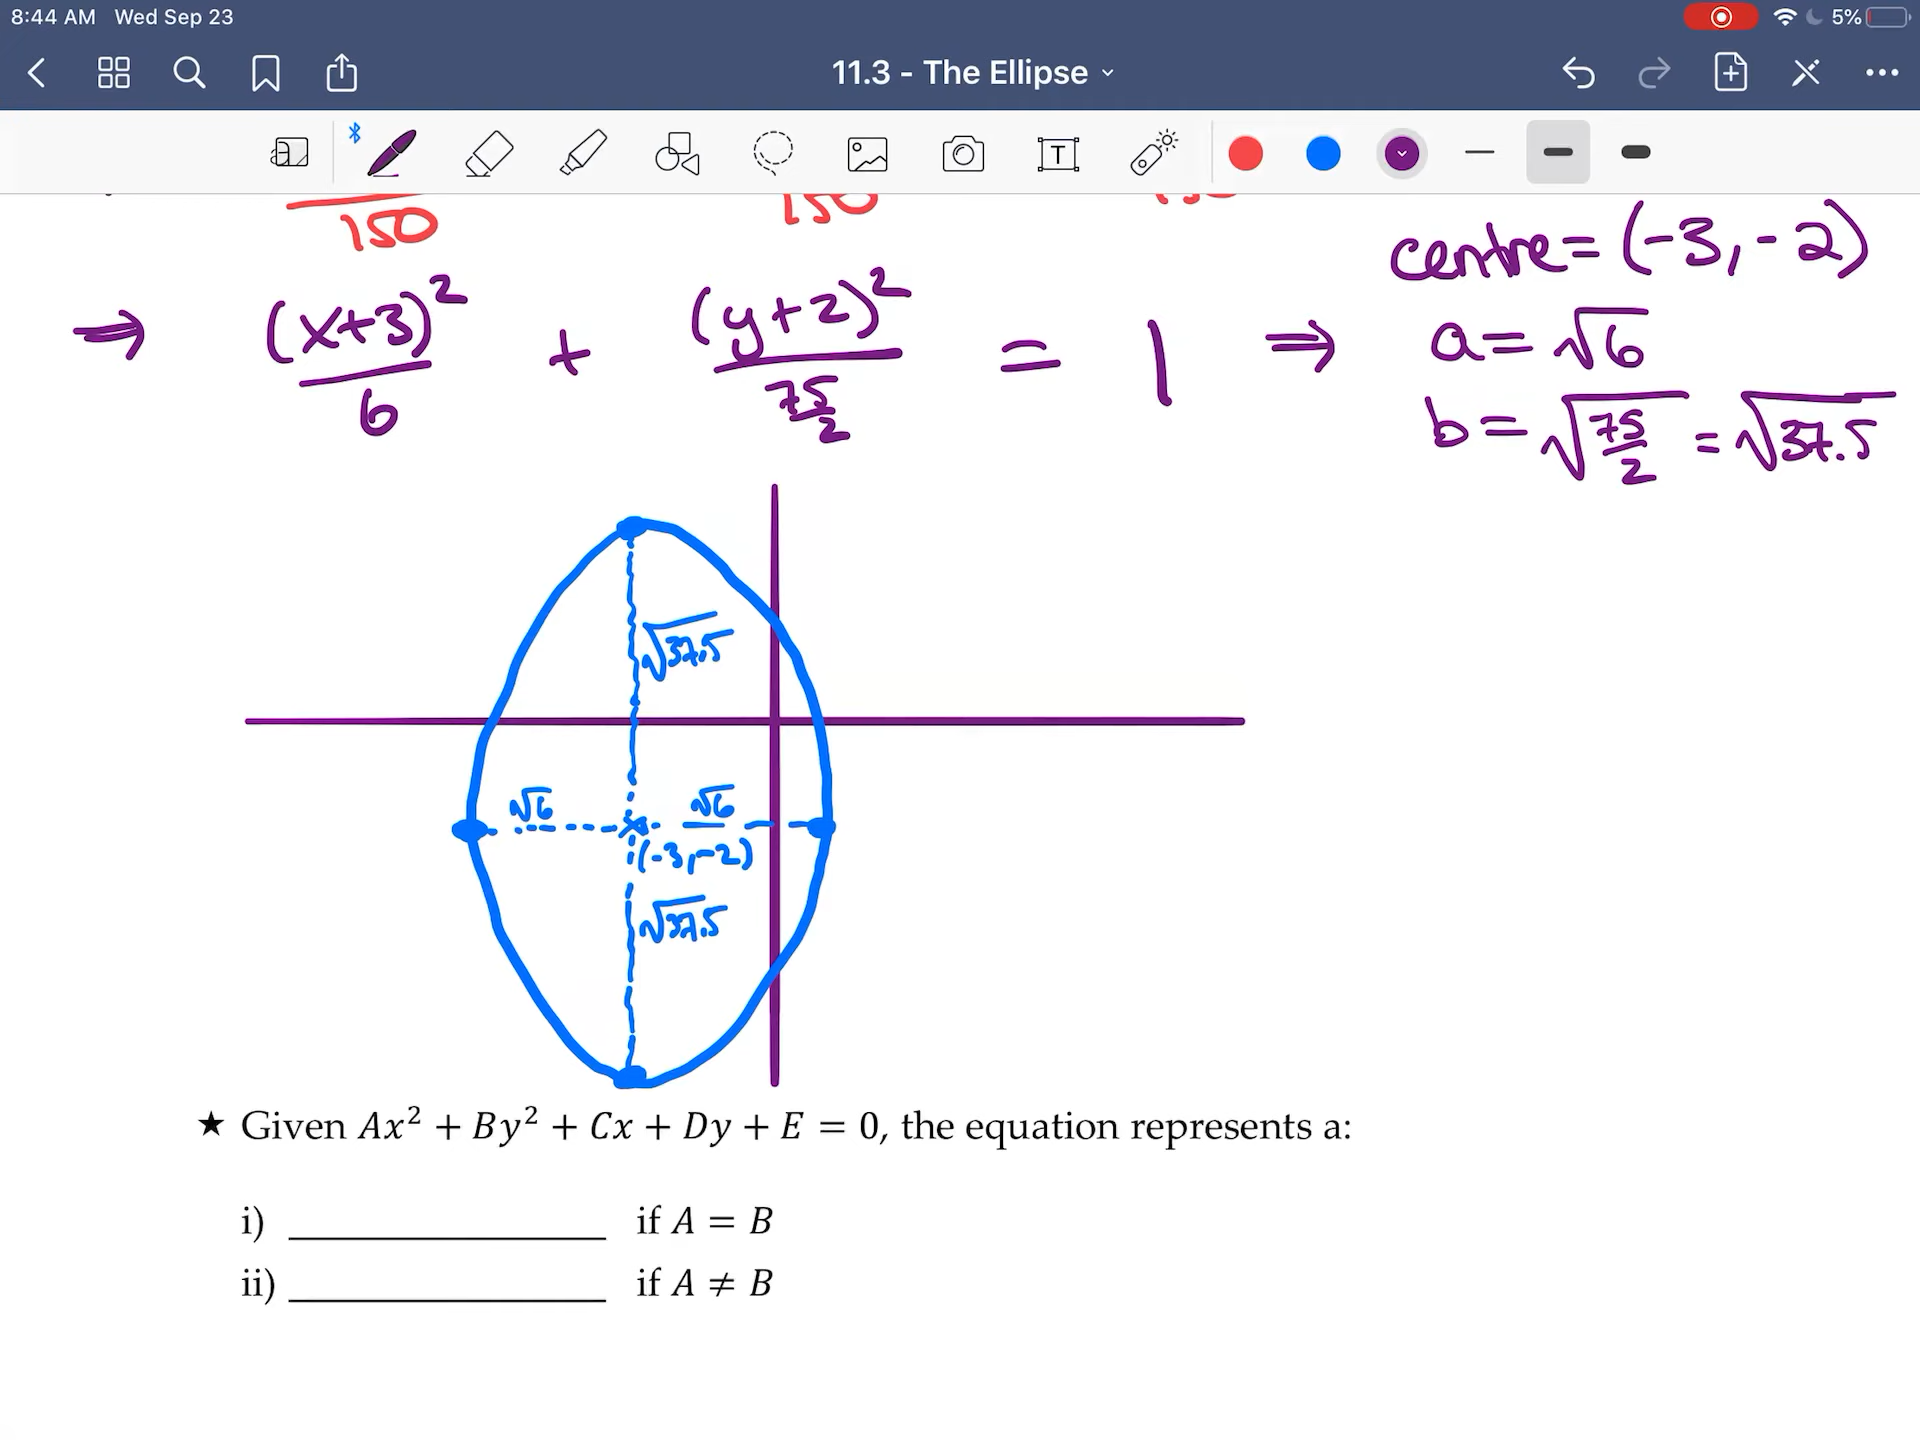 8:44 AM Wed Sep 23
5%
11.3 - The Ellipse
T
150 150
centre = (-3, -2)
⇒ (x+3)²/6 + (y+2)²/(75/2) = 1 ⇒ a = √6
b = √(75/2) = √37.5
√37.5
√6 √6
(-3,-2)
√37.5
★ Given Ax² + By² + Cx + Dy + E = 0, the equation represents a:
i) ____________ if A = B
ii) ____________ if A ≠ B